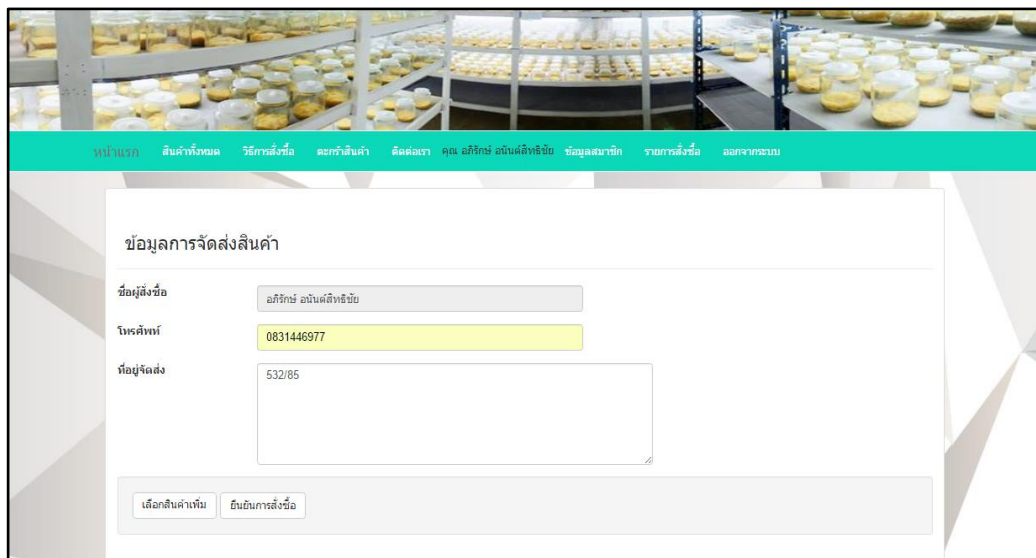 หน้าแรก สินค้าทั้งหมด วิธีการสั่งซื้อ ตะกร้าสินค้า ติดต่อเรา คุณ อภิรักษ์ อนันต์สิทธิชัย ข้อมูลสมาชิก รายการสั่งซื้อ ออกจากระบบ
ข้อมูลการจัดส่งสินค้า
ชื่อผู้สั่งซื้อ อภิรักษ์ อนันต์สิทธิชัย
โทรศัพท์ 0831446977
ที่อยู่จัดส่ง 532/85
เลือกสินค้าเพิ่ม ยืนยันการสั่งซื้อ